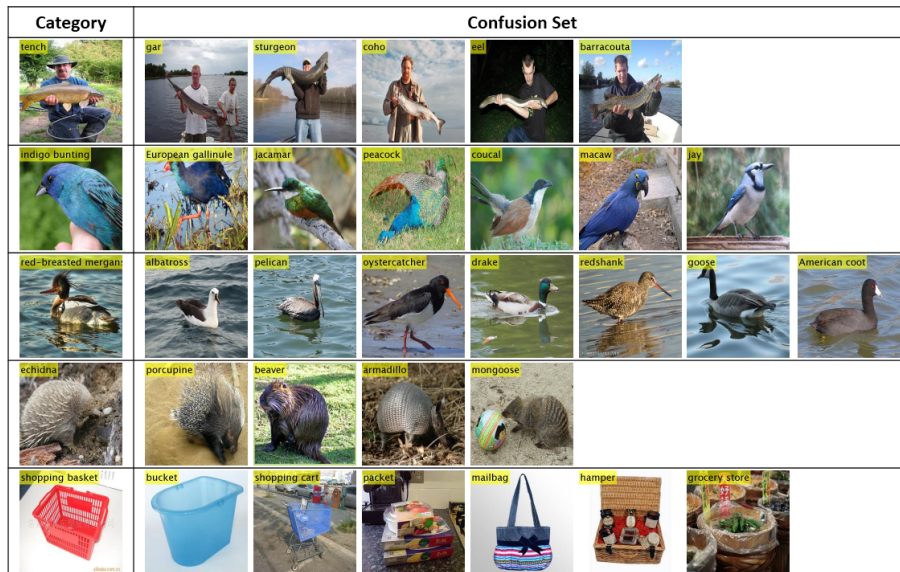 Category Confusion Set
tench gar sturgeon coho eel barracouta
indigo bunting European gallinule jacamar peacock coucal macaw jay
red-breasted mergans albatross pelican oystercatcher drake redshank goose American coot
echidna porcupine beaver armadillo mongoose
shopping basket bucket shopping cart packet mailbag hamper grocery store